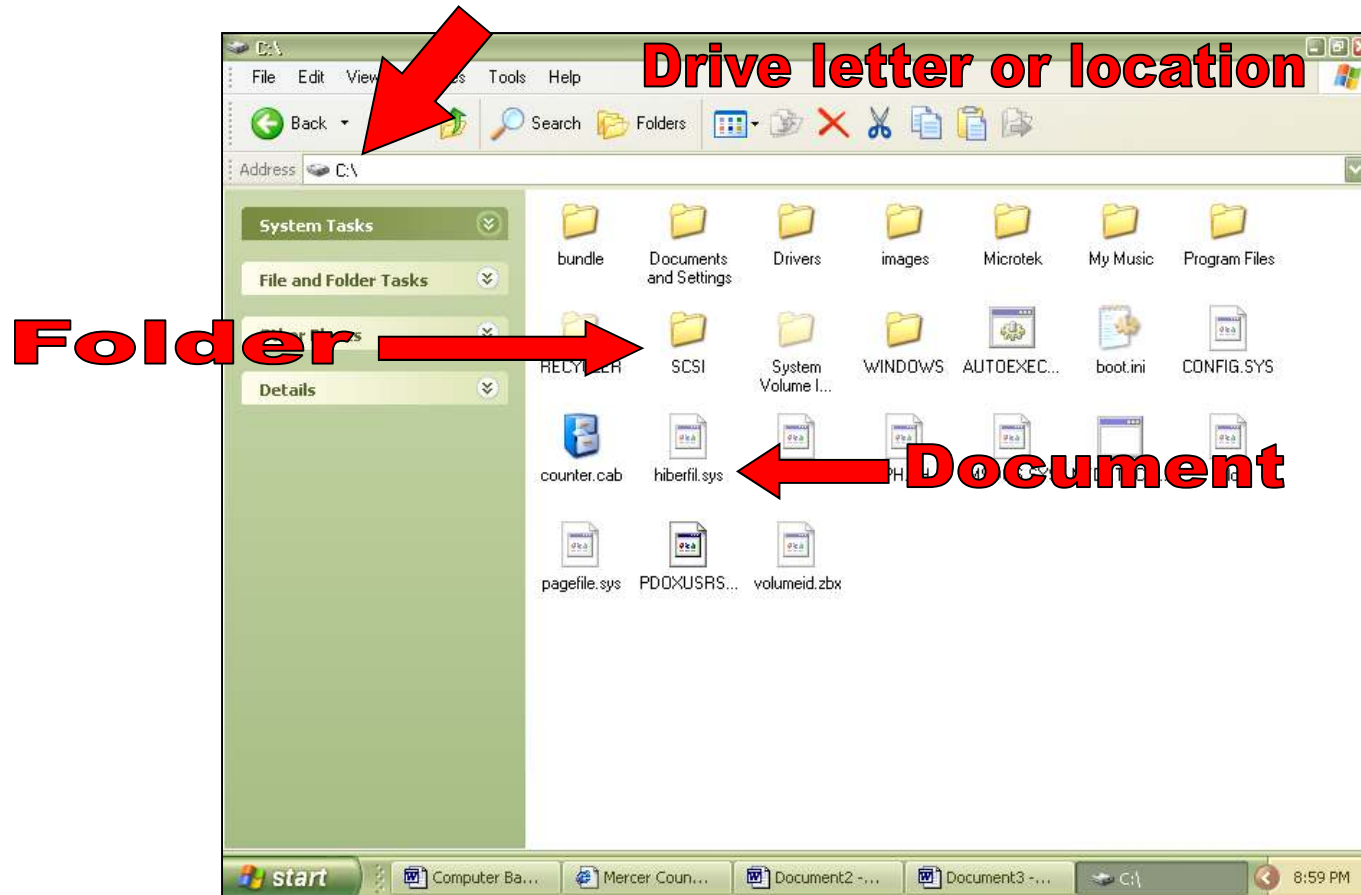 C:\
Drive letter or location
File Edit View Tools Help
Back Search Folders
Address C:\
System Tasks
File and Folder Tasks
Details
Folder
bundle Documents and Settings Drivers images Microtek My Music Program Files
SCSI System Volume I... WINDOWS AUTOEXEC... boot.ini CONFIG.SYS
counter.cab hiberfil.sys
Document
pagefile.sys PDOXUSRS... volumeid.zbx
start Computer Ba... Mercer Coun... Document2 -... Document3 -... C:\ 8:59 PM